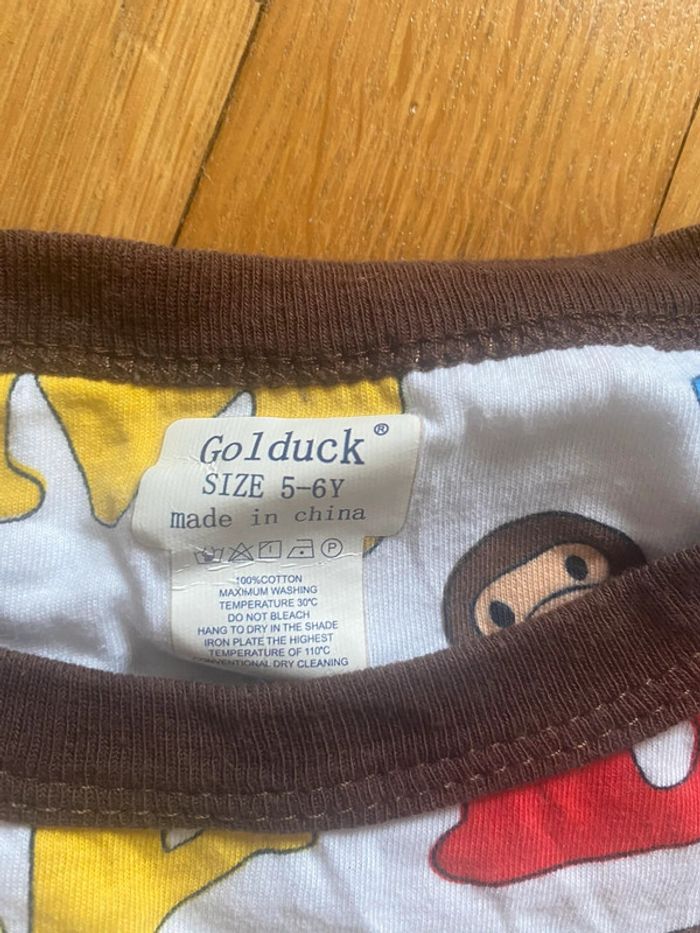 Golduck®
SIZE 5-6Y
made in china
100%COTTON
MAXIMUM WASHING
TEMPERATURE 30°C
DO NOT BLEACH
HANG TO DRY IN THE SHADE
IRON PLATE THE HIGHEST
TEMPERATURE OF 110°C
CONVENTIONAL DRY CLEANING